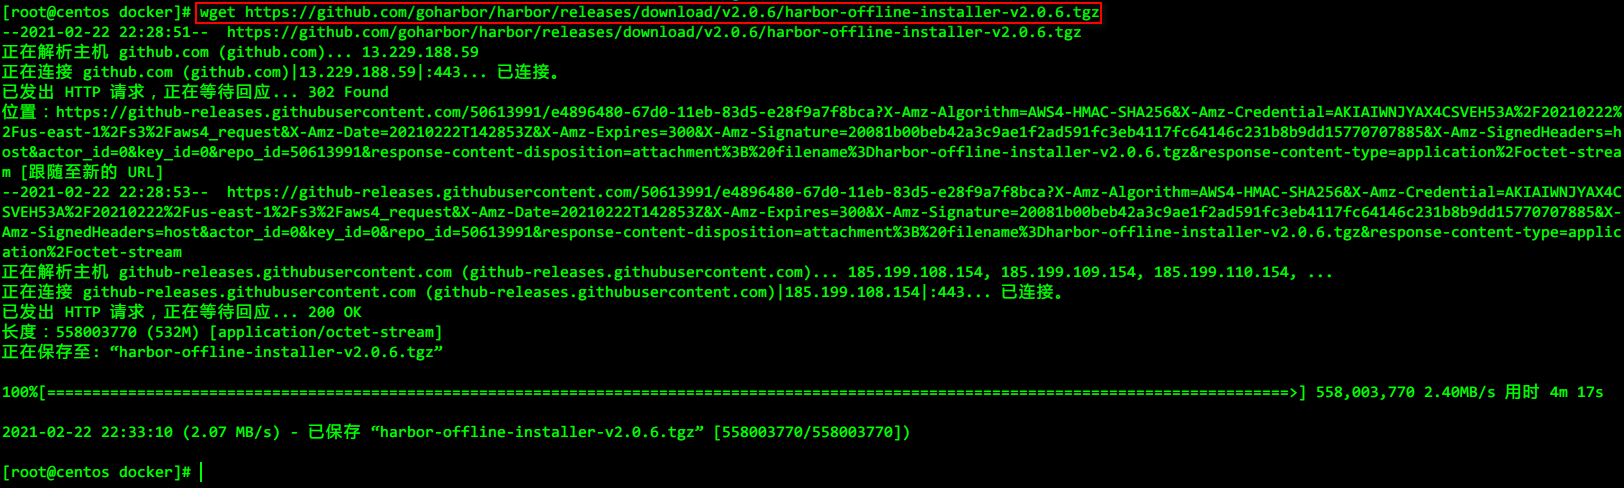 [root@centos docker]# wget https://github.com/goharbor/harbor/releases/download/v2.0.6/harbor-offline-installer-v2.0.6.tgz
--2021-02-22 22:28:51--  https://github.com/goharbor/harbor/releases/download/v2.0.6/harbor-offline-installer-v2.0.6.tgz
正在解析主机 github.com (github.com)... 13.229.188.59
正在连接 github.com (github.com)|13.229.188.59|:443... 已连接。
已发出 HTTP 请求，正在等待回应... 302 Found
位置：https://github-releases.githubusercontent.com/50613991/e4896480-67d0-11eb-83d5-e28f9a7f8bca?X-Amz-Algorithm=AWS4-HMAC-SHA256&X-Amz-Credential=AKIAIWNJYAX4CSVEH53A%2F20210222%
2Fus-east-1%2Fs3%2Faws4_request&X-Amz-Date=20210222T142853Z&X-Amz-Expires=300&X-Amz-Signature=20081b00beb42a3c9ae1f2ad591fc3eb4117fc64146c231b8b9dd15770707885&X-Amz-SignedHeaders=h
ost&actor_id=0&key_id=0&repo_id=50613991&response-content-disposition=attachment%3B%20filename%3Dharbor-offline-installer-v2.0.6.tgz&response-content-type=application%2Foctet-strea
m [跟随至新的 URL]
--2021-02-22 22:28:53--  https://github-releases.githubusercontent.com/50613991/e4896480-67d0-11eb-83d5-e28f9a7f8bca?X-Amz-Algorithm=AWS4-HMAC-SHA256&X-Amz-Credential=AKIAIWNJYAX4C
SVEH53A%2F20210222%2Fus-east-1%2Fs3%2Faws4_request&X-Amz-Date=20210222T142853Z&X-Amz-Expires=300&X-Amz-Signature=20081b00beb42a3c9ae1f2ad591fc3eb4117fc64146c231b8b9dd15770707885&X-
Amz-SignedHeaders=host&actor_id=0&key_id=0&repo_id=50613991&response-content-disposition=attachment%3B%20filename%3Dharbor-offline-installer-v2.0.6.tgz&response-content-type=applic
ation%2Foctet-stream
正在解析主机 github-releases.githubusercontent.com (github-releases.githubusercontent.com)... 185.199.108.154, 185.199.109.154, 185.199.110.154, ...
正在连接 github-releases.githubusercontent.com (github-releases.githubusercontent.com)|185.199.108.154|:443... 已连接。
已发出 HTTP 请求，正在等待回应... 200 OK
长度：558003770 (532M) [application/octet-stream]
正在保存至: “harbor-offline-installer-v2.0.6.tgz”
100%[==========================================================================================================================================>] 558,003,770 2.40MB/s 用时 4m 17s
2021-02-22 22:33:10 (2.07 MB/s) - 已保存 “harbor-offline-installer-v2.0.6.tgz” [558003770/558003770])
[root@centos docker]#